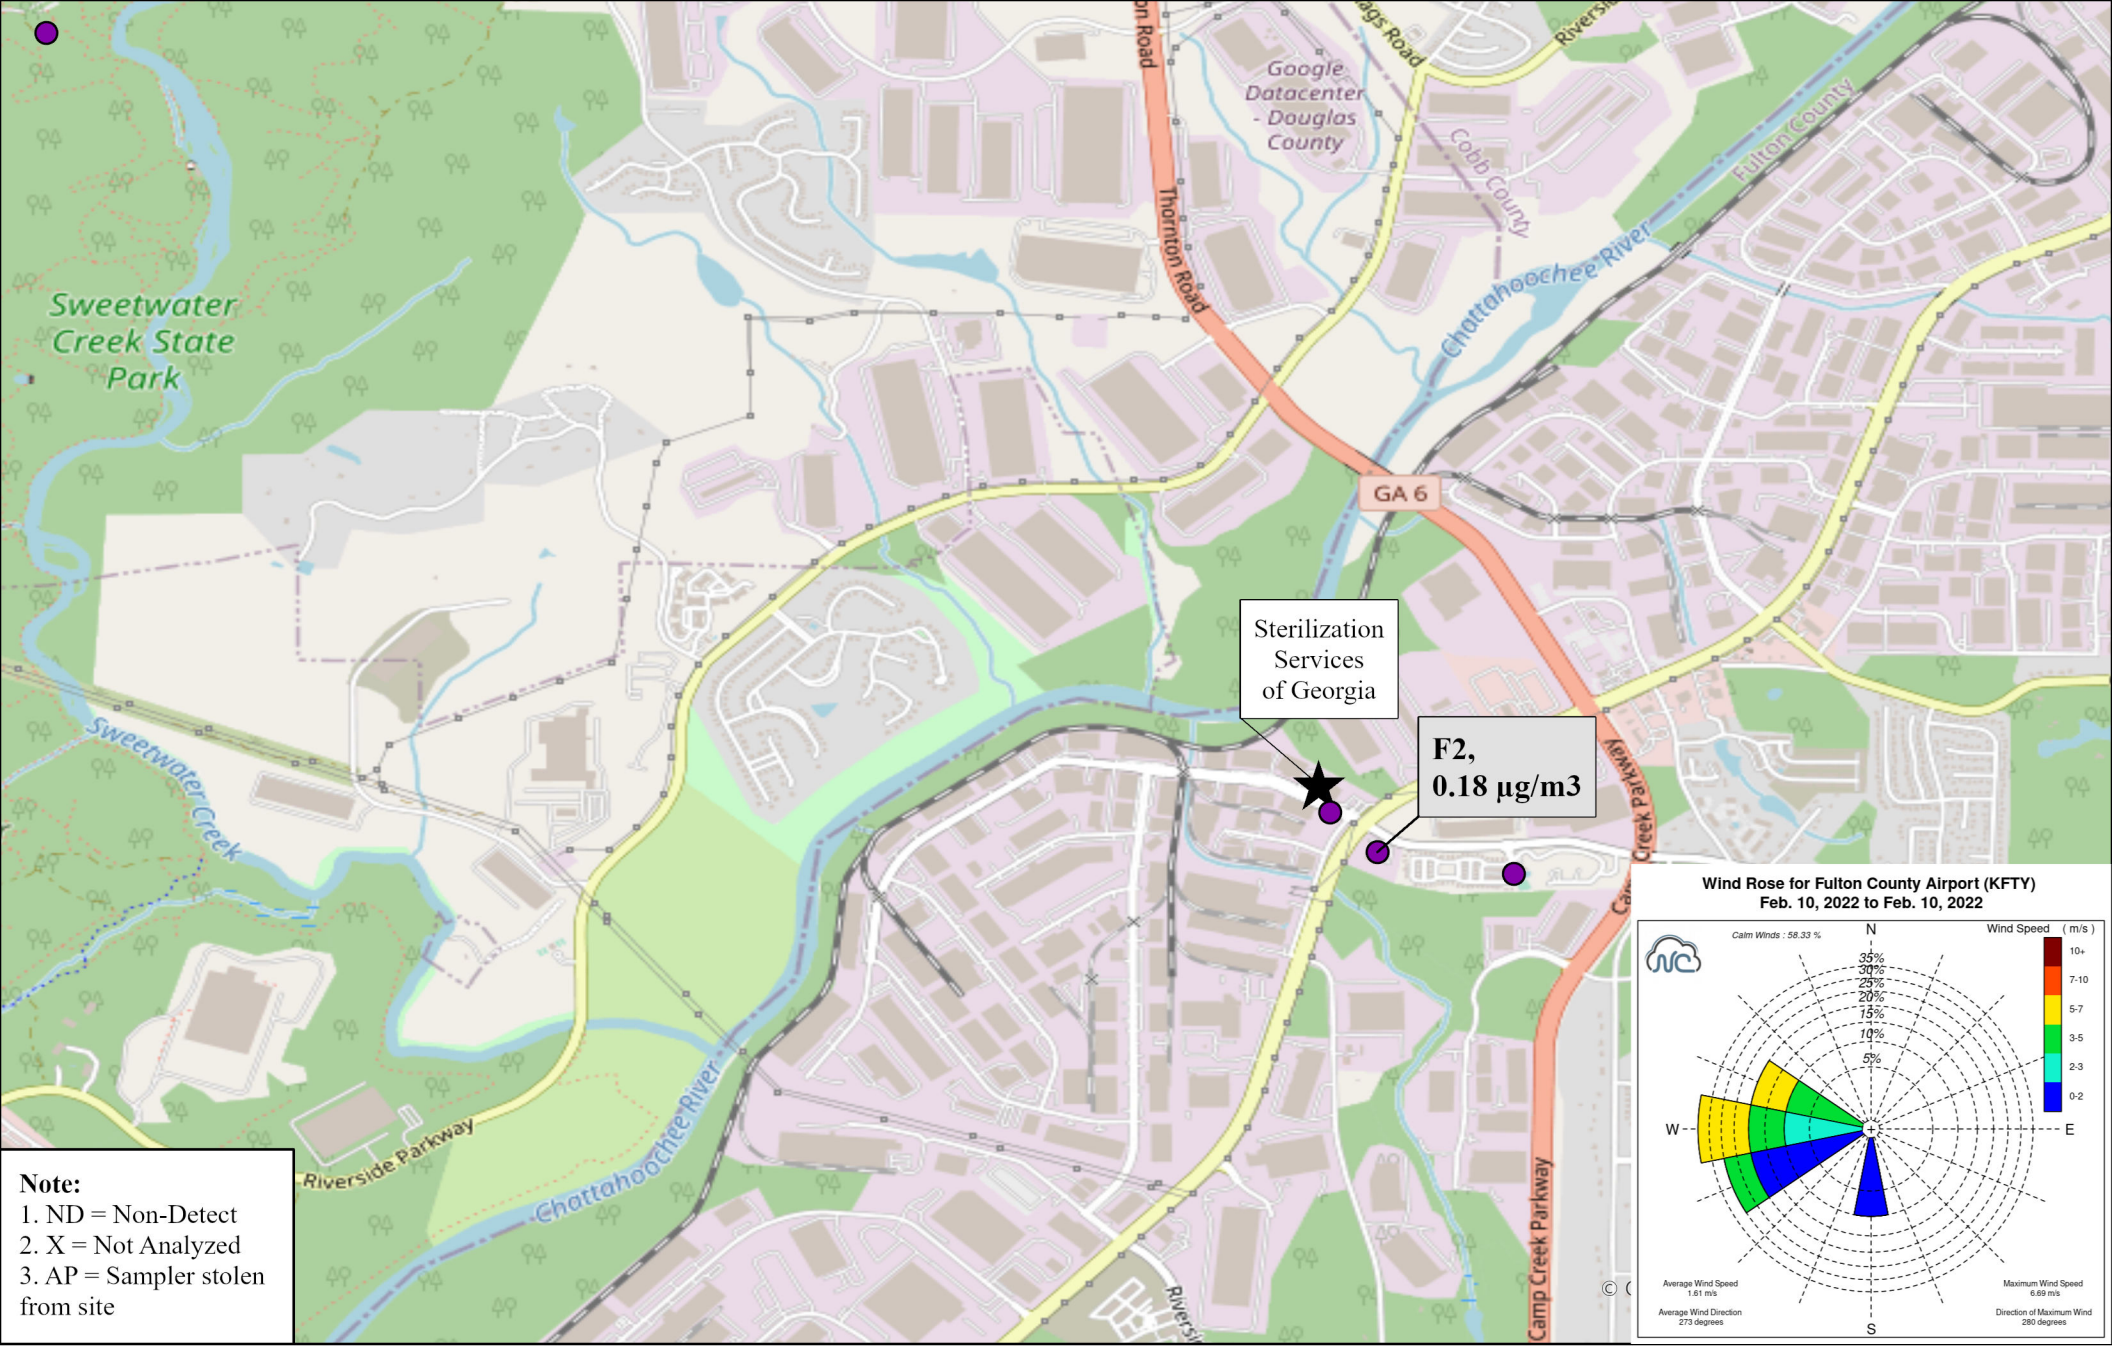 on Road
ags Road
Google
Datacenter
- Douglas
County
Cobb County
Fulton County
Thornton Road
Chattahoochee River
Sweetwater
Creek State
Park
GA 6
Sterilization
Services
of Georgia
F2,
0.18 µg/m3
Creek Parkway
Sweetwater Creek
Riverside Parkway
Chattahoochee River
Camp Creek Parkway
Note:
1. ND = Non-Detect
2. X = Not Analyzed
3. AP = Sampler stolen
from site
Wind Rose for Fulton County Airport (KFTY)
Feb. 10, 2022 to Feb. 10, 2022
NC
Calm Winds : 58.33 %
N
Wind Speed ( m/s )
10+
7-10
5-7
3-5
2-3
0-2
35%
30%
25%
20%
15%
10%
5%
W
E
S
Average Wind Speed
1.61 m/s
Average Wind Direction
273 degrees
Maximum Wind Speed
6.69 m/s
Direction of Maximum Wind
280 degrees